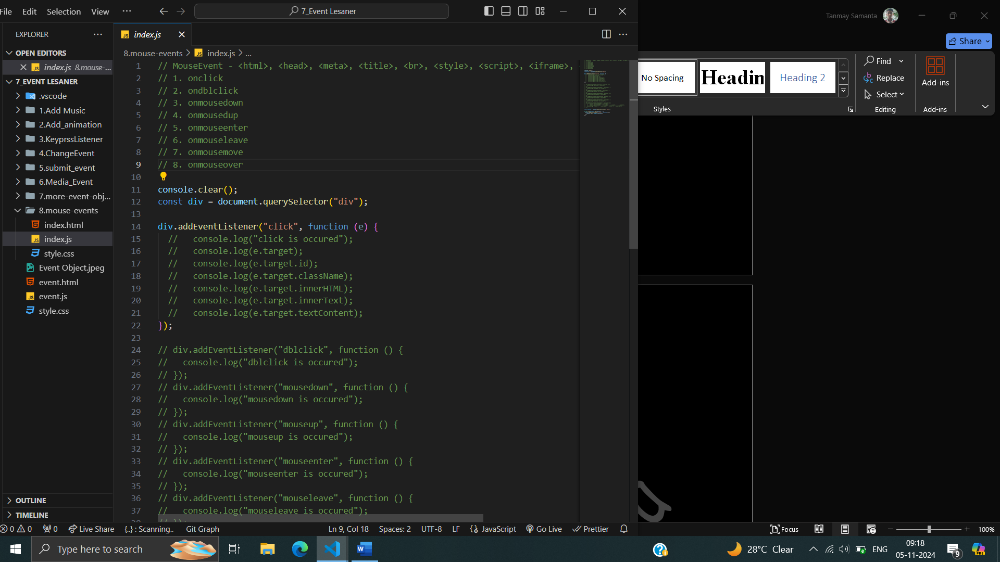 File Edit Selection View ···
7_Event Lesaner
EXPLORER ···
OPEN EDITORS
index.js 8.mouse-...
7_EVENT LESANER
.vscode
1.Add Music
2.Add_animation
3.KeyprssListener
4.ChangeEvent
5.submit_event
6.Media_Event
7.more-event-obj...
8.mouse-events
index.html
index.js
style.css
Event Object.jpeg
event.html
event.js
style.css
OUTLINE
TIMELINE
index.js
8.mouse-events > index.js > ...
1 // MouseEvent - <html>, <head>, <meta>, <title>, <br>, <style>, <script>, <iframe>,
2 // 1. onclick
3 // 2. ondblclick
4 // 3. onmousedown
5 // 4. onmousedup
6 // 5. onmouseenter
7 // 6. onmouseleave
8 // 7. onmousemove
9 // 8. onmouseover
10
11 console.clear();
12 const div = document.querySelector("div");
13
14 div.addEventListener("click", function (e) {
15 // console.log("click is occured");
16 // console.log(e.target);
17 // console.log(e.target.id);
18 // console.log(e.target.className);
19 // console.log(e.target.innerHTML);
20 // console.log(e.target.innerText);
21 // console.log(e.target.textContent);
22 });
23
24 // div.addEventListener("dblclick", function () {
25 // console.log("dblclick is occured");
26 // });
27 // div.addEventListener("mousedown", function () {
28 // console.log("mousedown is occured");
29 // });
30 // div.addEventListener("mouseup", function () {
31 // console.log("mouseup is occured");
32 // });
33 // div.addEventListener("mouseenter", function () {
34 // console.log("mouseenter is occured");
35 // });
36 // div.addEventListener("mouseleave", function () {
37 // console.log("mouseleave is occured");
0 0 0 Live Share {..} : Scanning.. Git Graph
Ln 9, Col 18 Spaces: 2 UTF-8 LF JavaScript Go Live Prettier
Tanmay Samanta
Share
No Spacing
Headin
Heading 2
Styles
Find
Replace
Select
Editing
Add-ins
Add-ins
Focus
100%
Type here to search
28°C Clear
ENG
09:18
05-11-2024
9